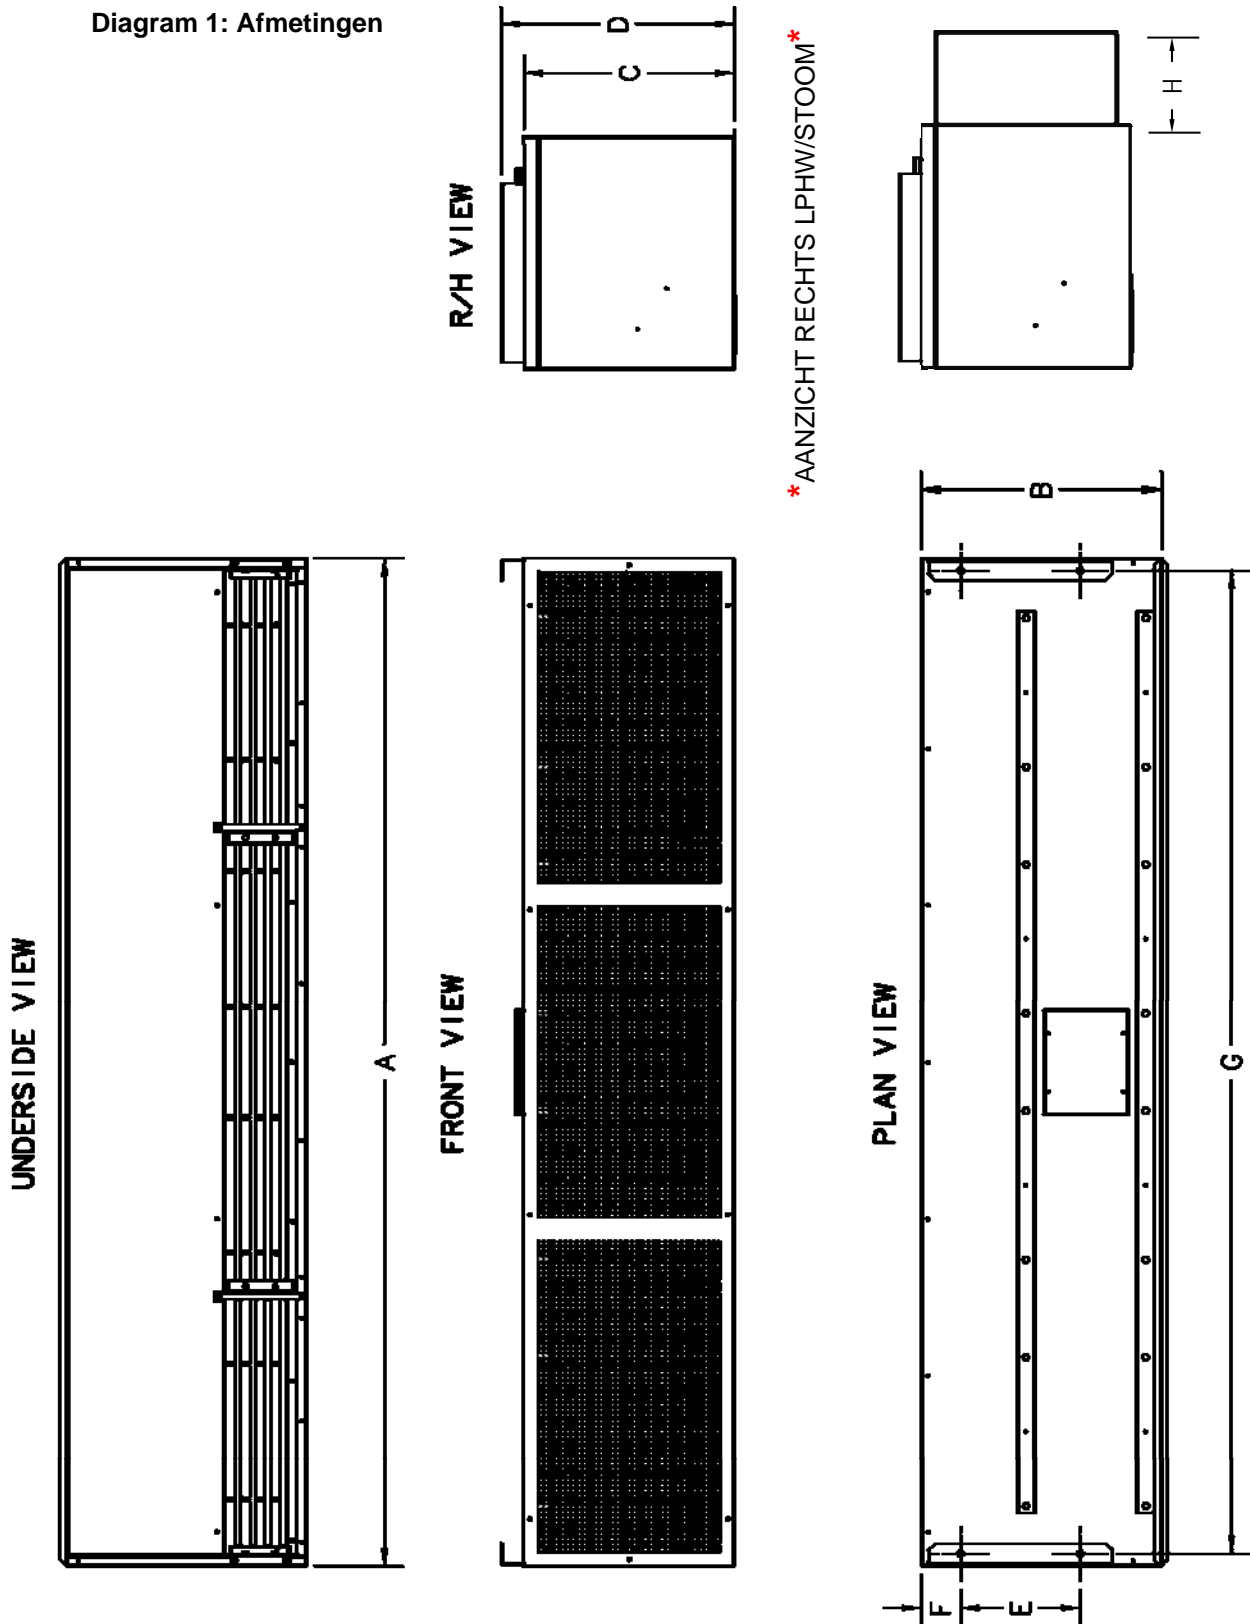 Diagram 1: Afmetingen
D
C
R/H VIEW
*AANZICHT RECHTS LPHW/STOOM*
H
UNDERSIDE VIEW
A
FRONT VIEW
B
PLAN VIEW
G
F
E